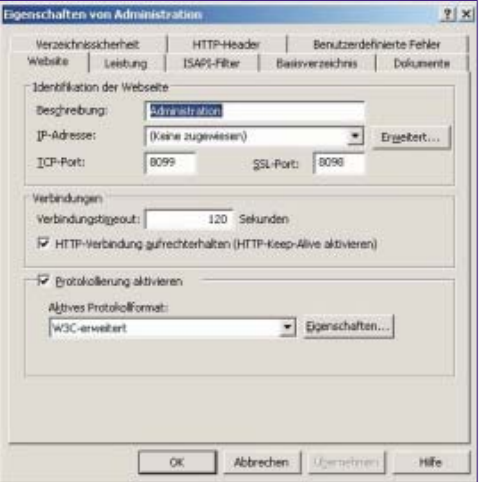 Eigenschaften von Administration
Verzeichnissicherheit HTTP-Header Benutzerdefinierte Fehler
Website Leistung ISAPI-Filter Basisverzeichnis Dokumente
Identifikation der Webseite
Beschreibung: Administration
IP-Adresse: (Keine zugewiesen) Erweitert...
TCP-Port: 8099 SSL-Port: 8098
Verbindungen
Verbindungstimeout: 120 Sekunden
HTTP-Verbindung aufrechterhalten (HTTP-Keep-Alive aktivieren)
Protokollierung aktivieren
Aktives Protokollformat:
W3C-erweitert Eigenschaften...
OK Abbrechen Übernehmen Hilfe